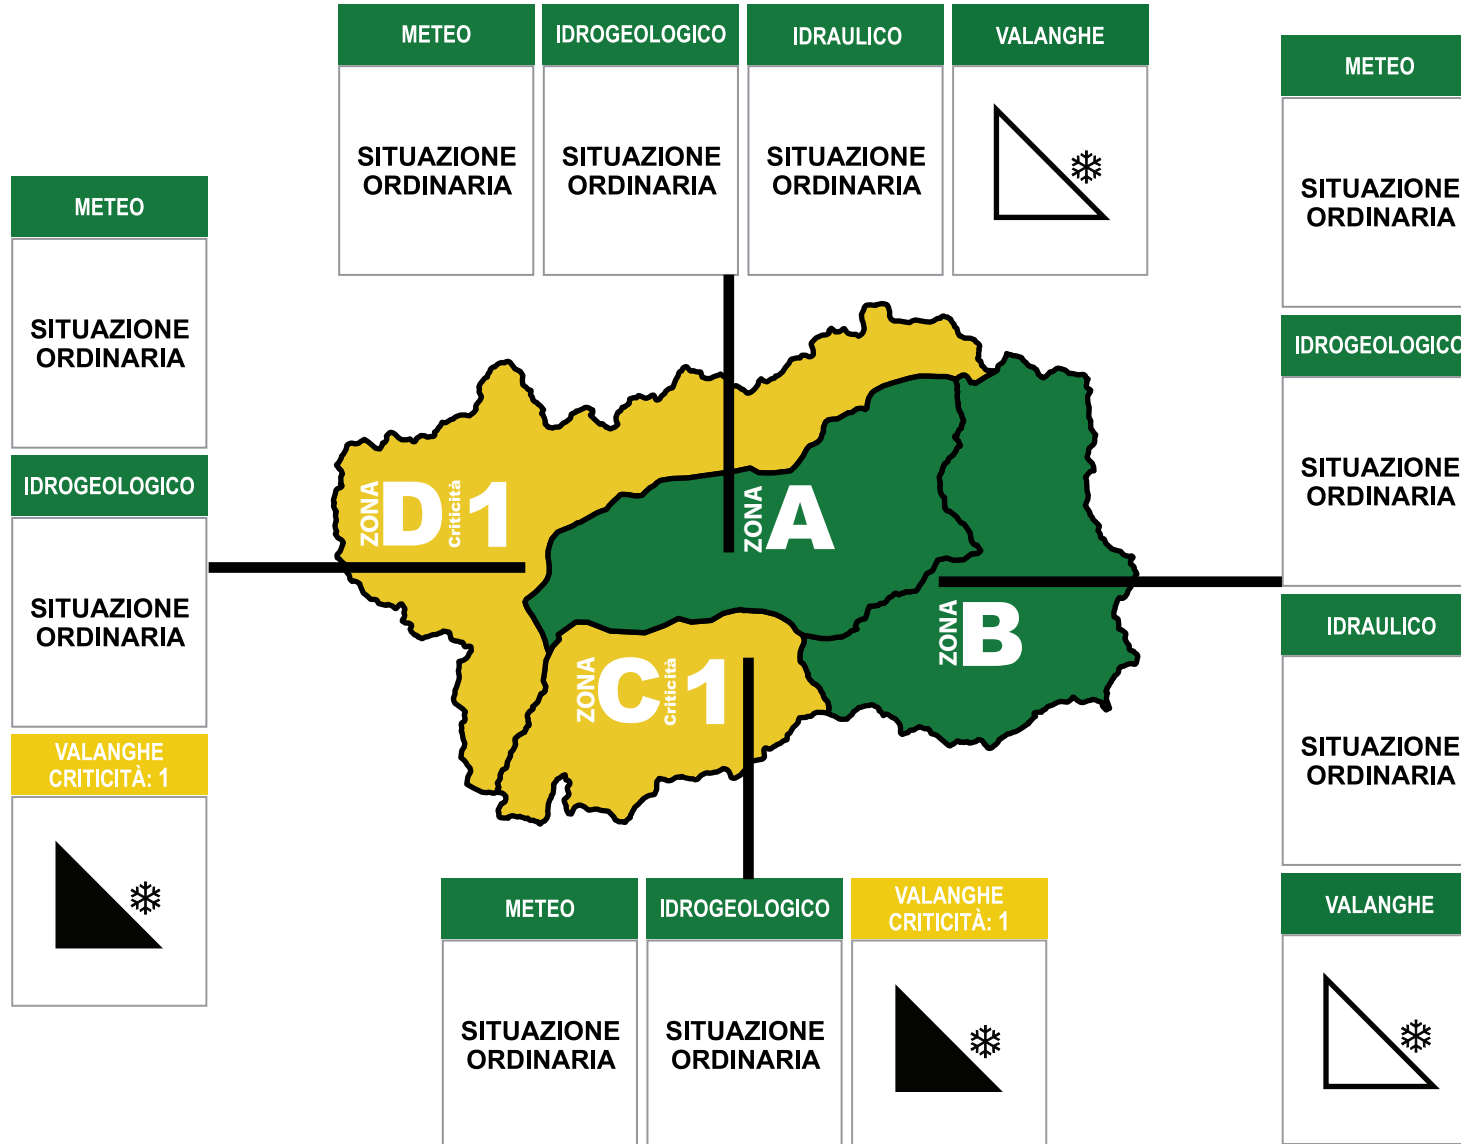 METEO
IDROGEOLOGICO
IDRAULICO
VALANGHE
SITUAZIONE
ORDINARIA
SITUAZIONE
ORDINARIA
SITUAZIONE
ORDINARIA
METEO
SITUAZIONE
ORDINARIA
IDROGEOLOGICO
SITUAZIONE
ORDINARIA
VALANGHE
CRITICITÀ: 1
ZONA
D
Criticità
1
ZONA
A
ZONA
B
ZONA
C
Criticità
1
METEO
SITUAZIONE
ORDINARIA
IDROGEOLOGICO
SITUAZIONE
ORDINARIA
IDRAULICO
SITUAZIONE
ORDINARIA
VALANGHE
METEO
IDROGEOLOGICO
VALANGHE
CRITICITÀ: 1
SITUAZIONE
ORDINARIA
SITUAZIONE
ORDINARIA